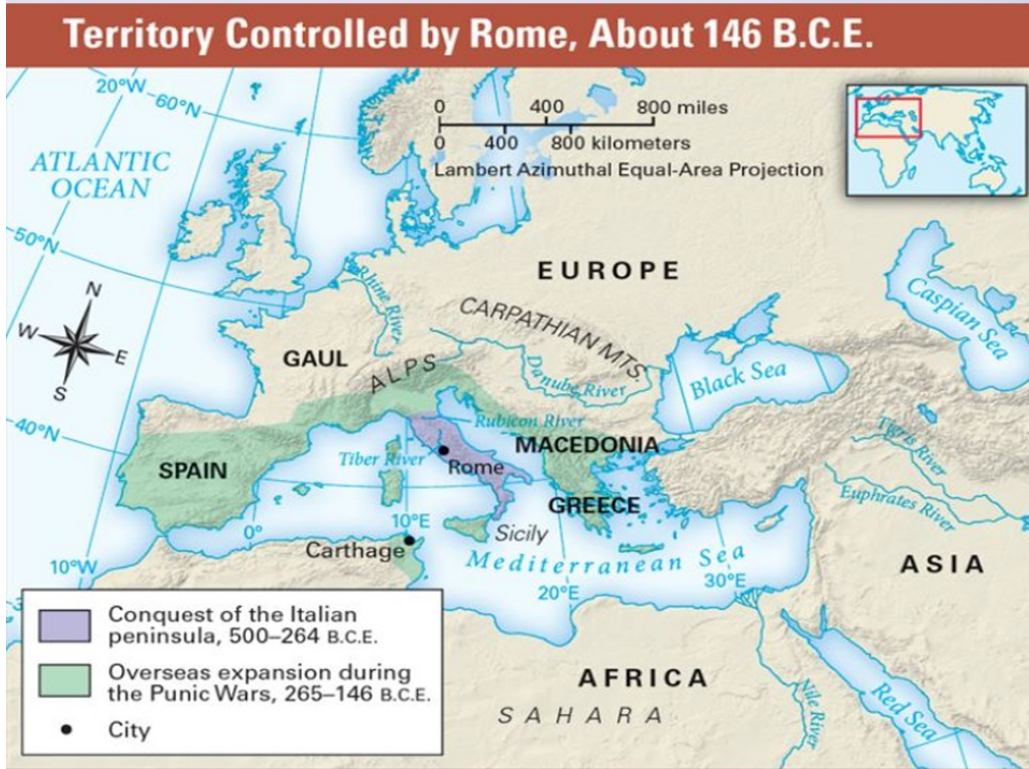 Territory Controlled by Rome, About 146 B.C.E.
20°W
60°N
0 400 800 miles
0 400 800 kilometers
Lambert Azimuthal Equal-Area Projection
ATLANTIC
OCEAN
50°N
N
W
E
S
EUROPE
Rhine River
CARPATHIAN MTS.
Caspian Sea
GAUL
ALPS
Danube River
Black Sea
40°N
Rubicon River
MACEDONIA
Tigris River
SPAIN
Tiber River
Rome
Euphrates River
GREECE
0°
10°E
Sicily
Carthage
Mediterranean Sea
10°W
20°E
30°E
ASIA
Conquest of the Italian
peninsula, 500–264 B.C.E.
Overseas expansion during
the Punic Wars, 265–146 B.C.E.
City
AFRICA
SAHARA
Nile River
Red Sea